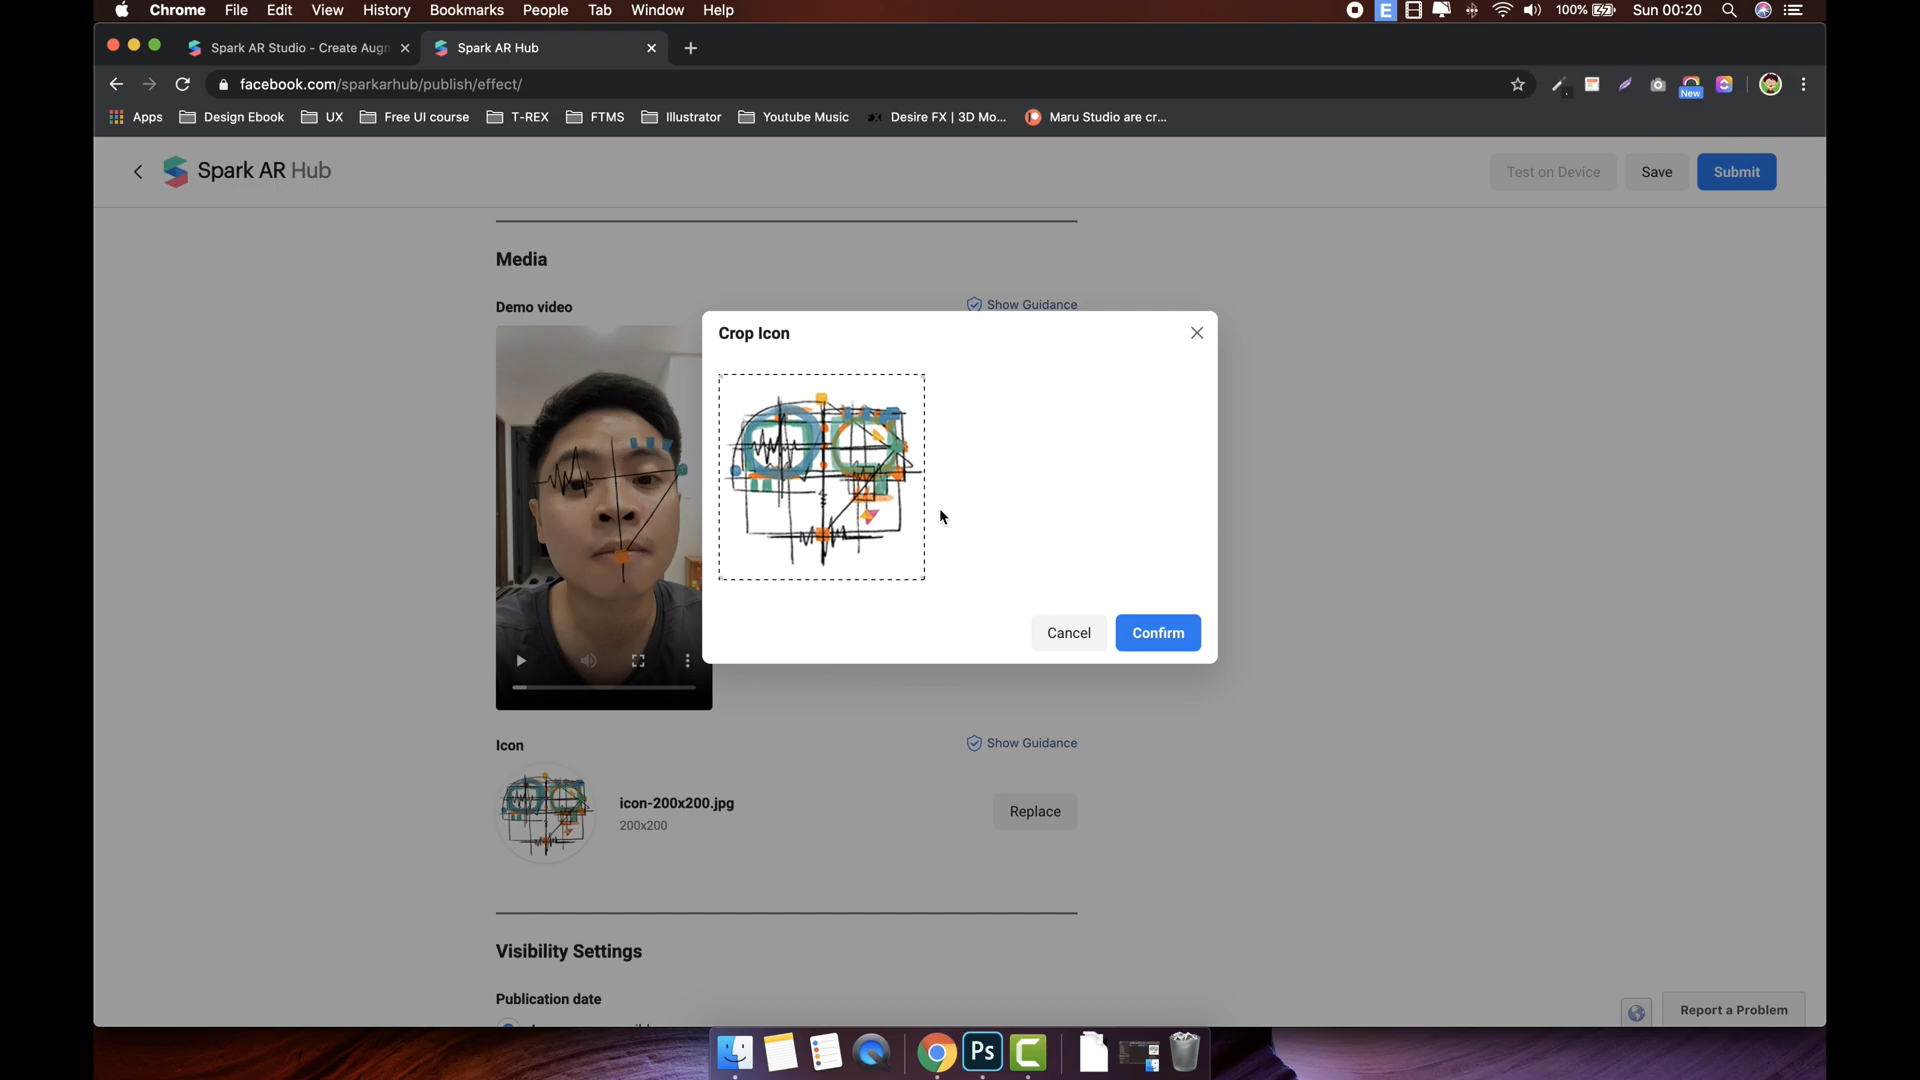 Chrome File Edit View History Bookmarks People Tab Window Help
E 100% Sun 00:20
Spark AR Studio - Create Augm
Spark AR Hub
facebook.com/sparkarhub/publish/effect/
New
Apps Design Ebook UX Free UI course T-REX FTMS Illustrator Youtube Music Desire FX | 3D Mo... Maru Studio are cr...
Spark AR Hub
Test on Device Save Submit
Media
Demo video
Show Guidance
Crop Icon
Cancel Confirm
Icon
Show Guidance
icon-200x200.jpg
200x200
Replace
Visibility Settings
Publication date
Report a Problem
Ps